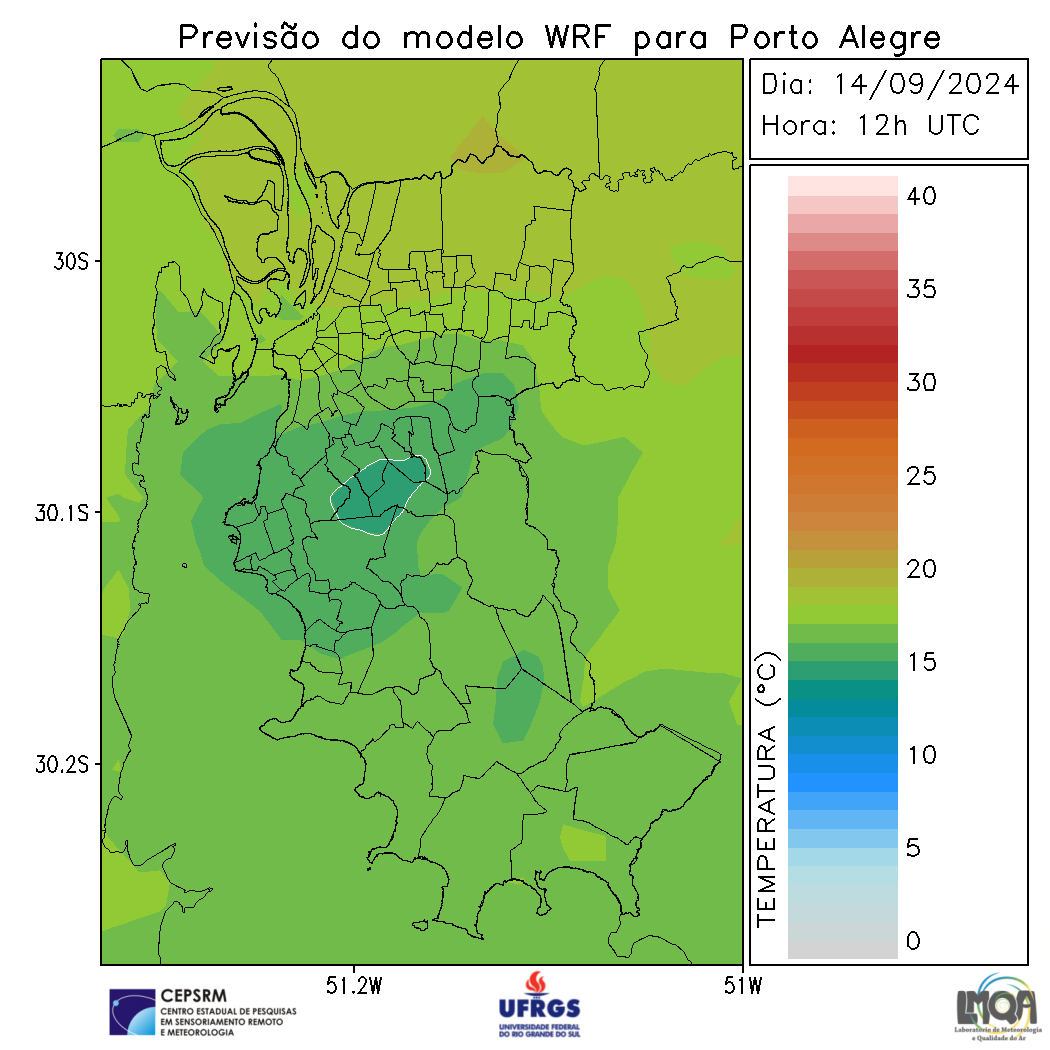 Previsão do modelo WRF para Porto Alegre
Dia: 14/09/2024
Hora: 12h UTC
40
35
30
25
20
15
10
5
0
TEMPERATURA (°C)
30S
30.1S
30.2S
51.2W
51W
CEPSRM
CENTRO ESTADUAL DE PESQUISAS
EM SENSORIAMENTO REMOTO
E METEOROLOGIA
UFRGS
UNIVERSIDADE FEDERAL
DO RIO GRANDE DO SUL
LMQA
Laboratório de Meteorologia
e Qualidade do Ar